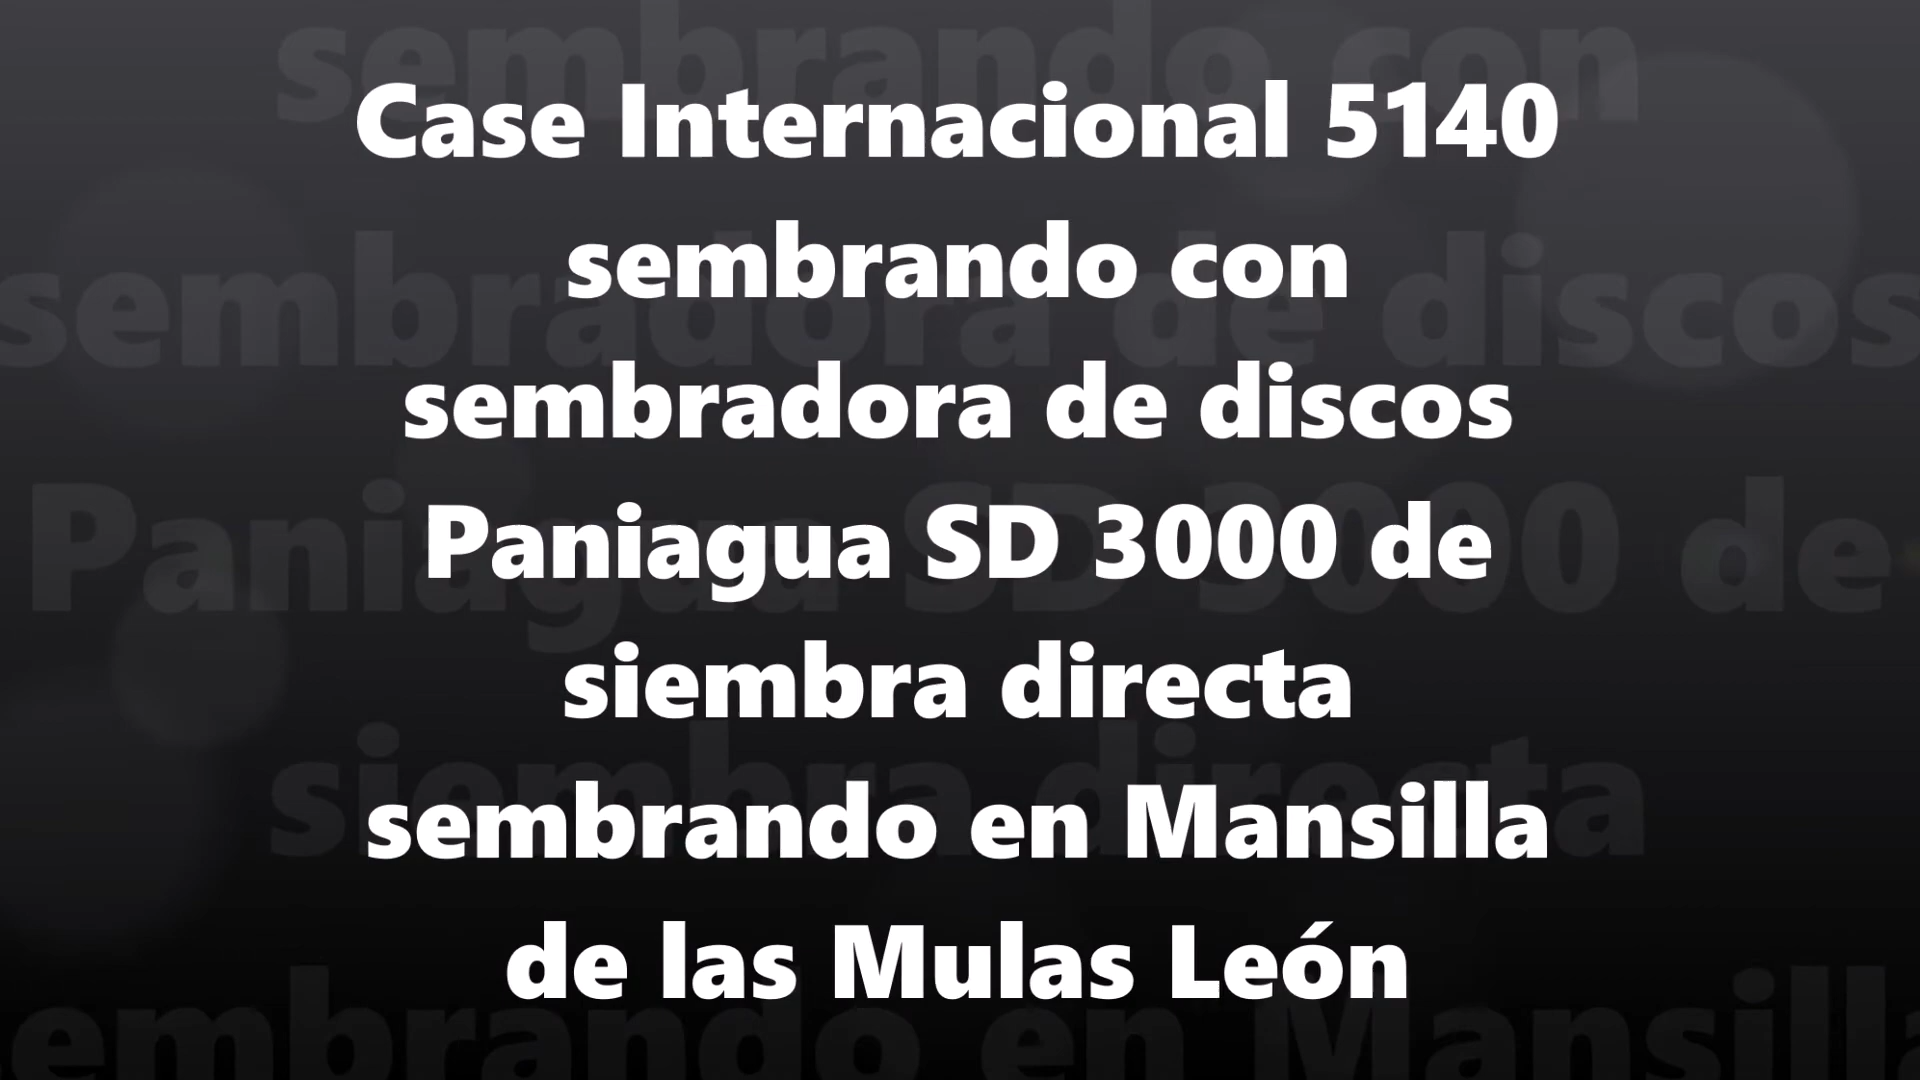 Case Internacional 5140
sembrando con
sembradora de discos
Paniagua SD 3000 de
siembra directa
sembrando en Mansilla
de las Mulas León